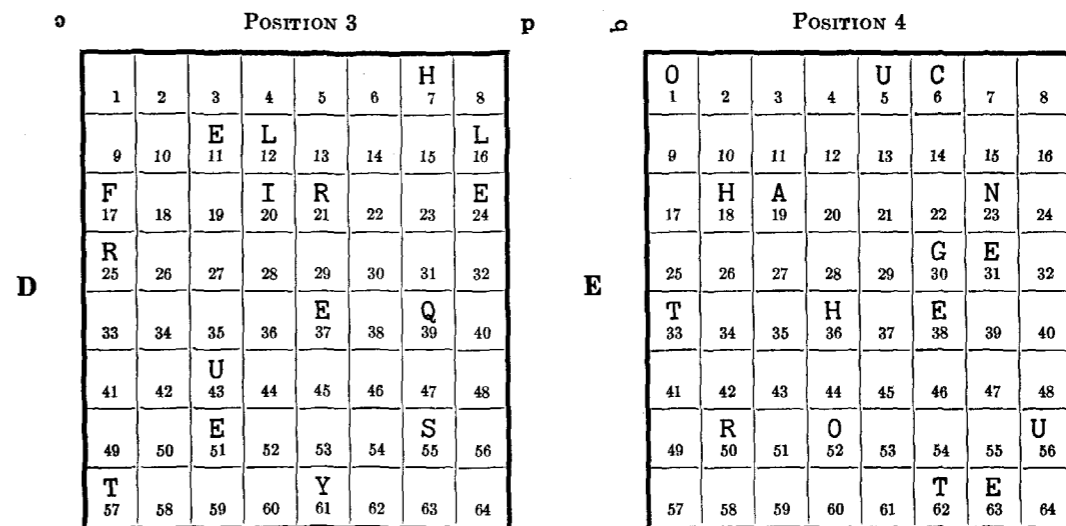 POSITION 3
p
H
1 2 3 4 5 6 7 8
E L L
9 10 11 12 13 14 15 16
F I R E
17 18 19 20 21 22 23 24
R
25 26 27 28 29 30 31 32
D
E Q
33 34 35 36 37 38 39 40
U
41 42 43 44 45 46 47 48
E S
49 50 51 52 53 54 55 56
T Y
57 58 59 60 61 62 63 64
POSITION 4
O U C
1 2 3 4 5 6 7 8
9 10 11 12 13 14 15 16
H A N
17 18 19 20 21 22 23 24
G E
25 26 27 28 29 30 31 32
E
T H E
33 34 35 36 37 38 39 40
41 42 43 44 45 46 47 48
R O U
49 50 51 52 53 54 55 56
T E
57 58 59 60 61 62 63 64